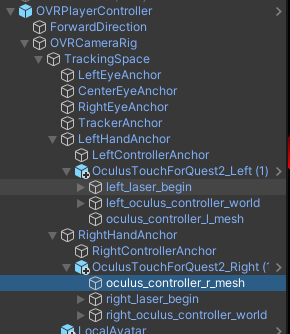 OVRPlayerController
ForwardDirection
OVRCameraRig
TrackingSpace
LeftEyeAnchor
CenterEyeAnchor
RightEyeAnchor
TrackerAnchor
LeftHandAnchor
LeftControllerAnchor
OculusTouchForQuest2_Left (1)
left_laser_begin
left_oculus_controller_world
oculus_controller_l_mesh
RightHandAnchor
RightControllerAnchor
OculusTouchForQuest2_Right (
oculus_controller_r_mesh
right_laser_begin
right_oculus_controller_world
LocalAvatar